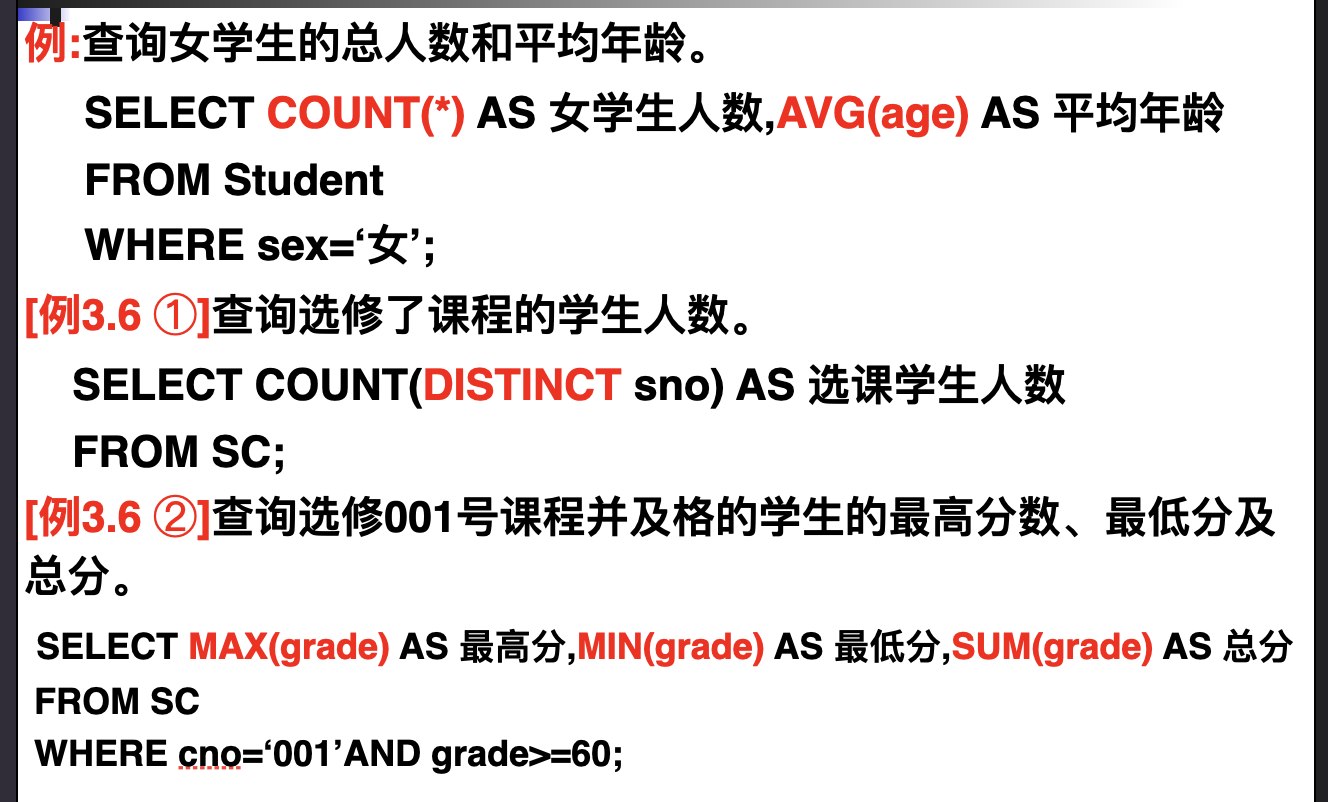 例:查询女学生的总人数和平均年龄。
SELECT COUNT(*) AS 女学生人数,AVG(age) AS 平均年龄
FROM Student
WHERE sex=‘女’;
[例3.6 ①]查询选修了课程的学生人数。
SELECT COUNT(DISTINCT sno) AS 选课学生人数
FROM SC;
[例3.6 ②]查询选修001号课程并及格的学生的最高分数、最低分及
总分。
SELECT MAX(grade) AS 最高分,MIN(grade) AS 最低分,SUM(grade) AS 总分
FROM SC
WHERE cno=‘001’AND grade>=60;